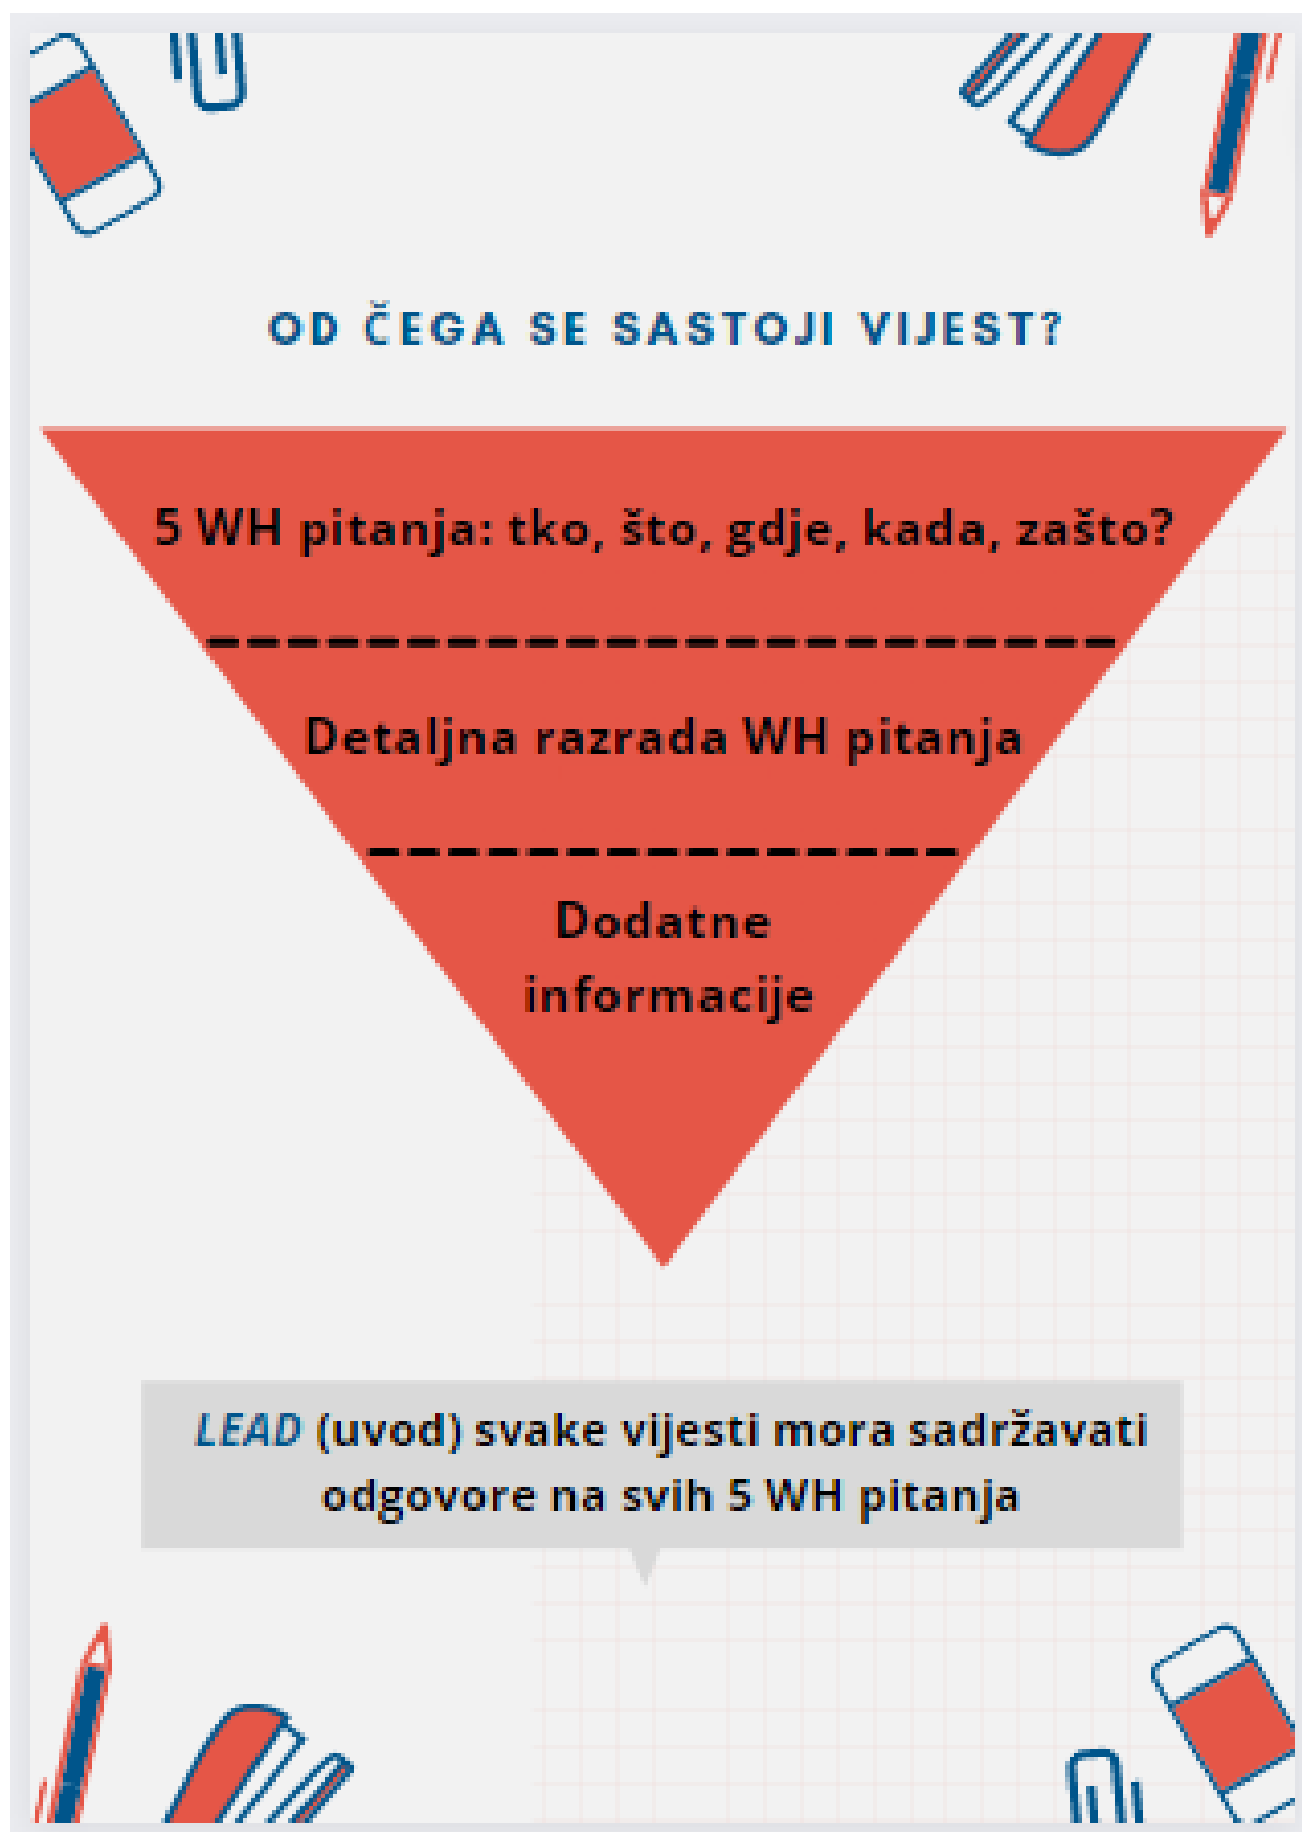 OD ČEGA SE SASTOJI VIJEST?
5 WH pitanja: tko, što, gdje, kada, zašto?
Detaljna razrada WH pitanja
Dodatne
informacije
LEAD (uvod) svake vijesti mora sadržavati
odgovore na svih 5 WH pitanja